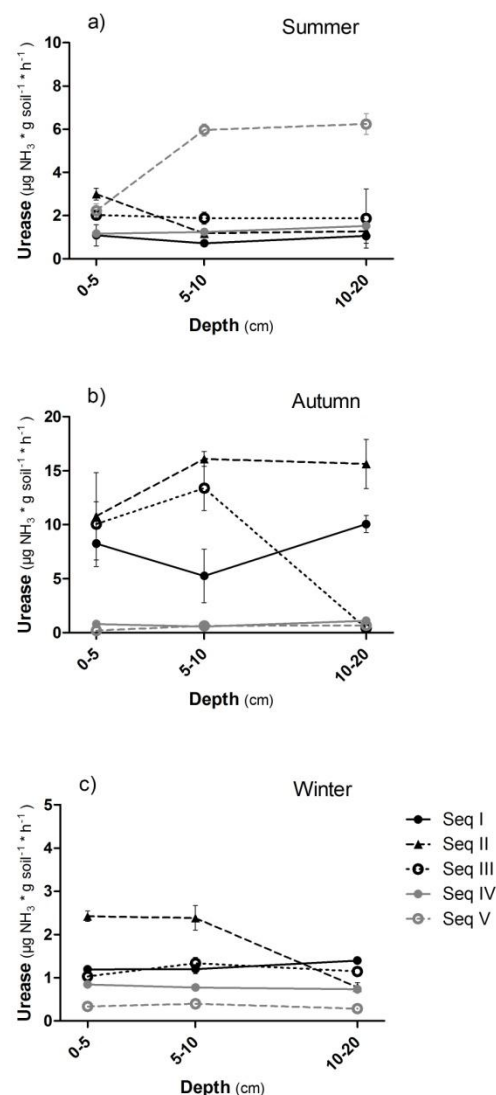 a) Summer
Urease (µg NH₃ * g soil⁻¹ * h⁻¹ )
10
8
6
4
2
0
0-5 5-10 10-20
Depth (cm)
b) Autumn
Urease (µg NH₃ * g soil⁻¹ * h⁻¹ )
20
15
10
5
0
0-5 5-10 10-20
Depth (cm)
c) Winter
Urease (µg NH₃ * g soil⁻¹ * h⁻¹ )
5
4
3
2
1
0
0-5 5-10 10-20
Depth (cm)
Seq I
Seq II
Seq III
Seq IV
Seq V